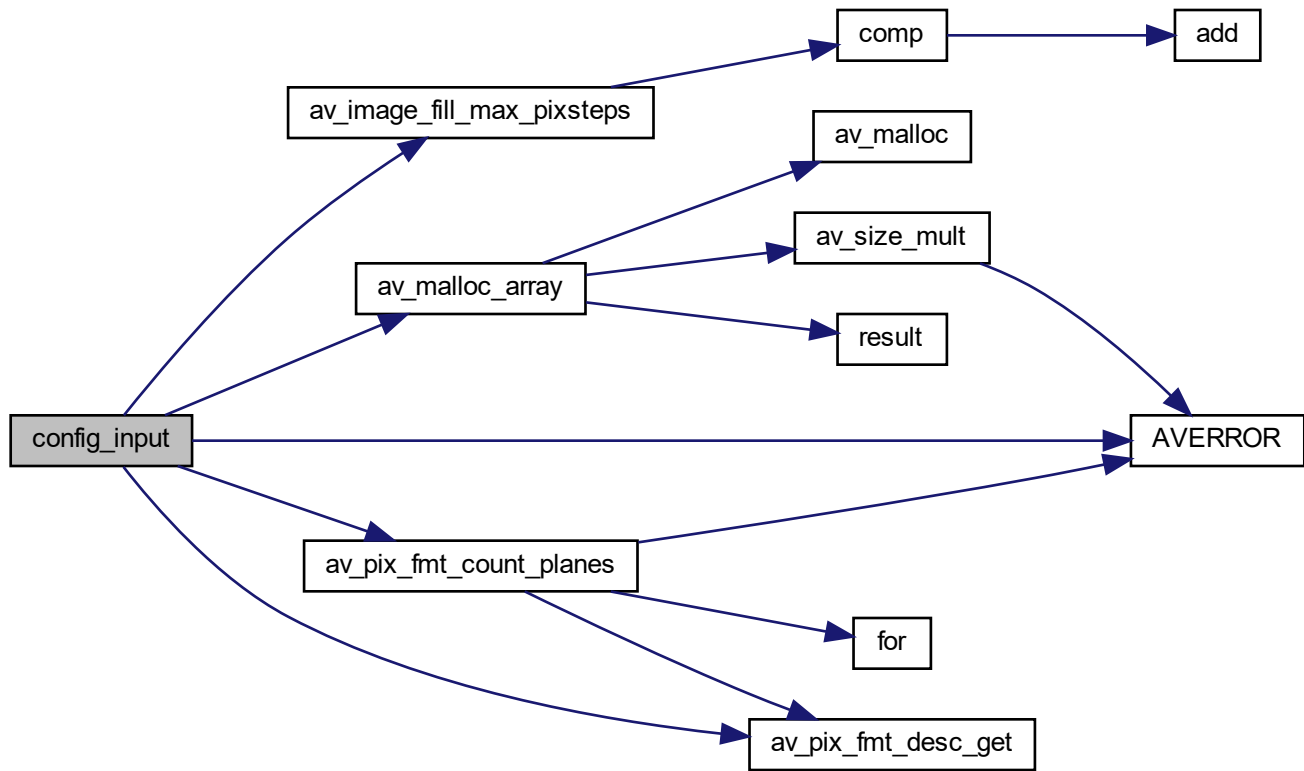 comp
add
av_image_fill_max_pixsteps
av_malloc
av_size_mult
av_malloc_array
result
config_input
AVERROR
av_pix_fmt_count_planes
for
av_pix_fmt_desc_get